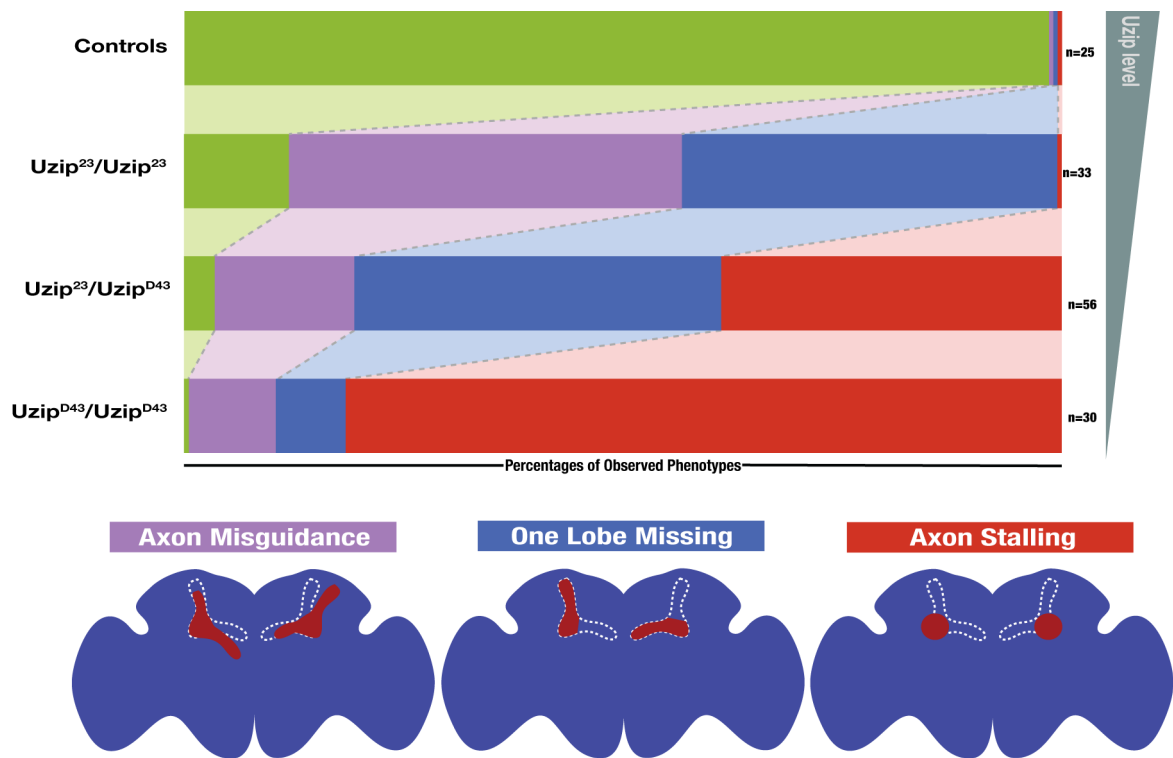 Controls
n=25
Uzip level
Uzip²³/Uzip²³
n=33
Uzip²³/Uzipᴰ⁴³
n=56
Uzipᴰ⁴³/Uzipᴰ⁴³
n=30
Percentages of Observed Phenotypes
Axon Misguidance
One Lobe Missing
Axon Stalling